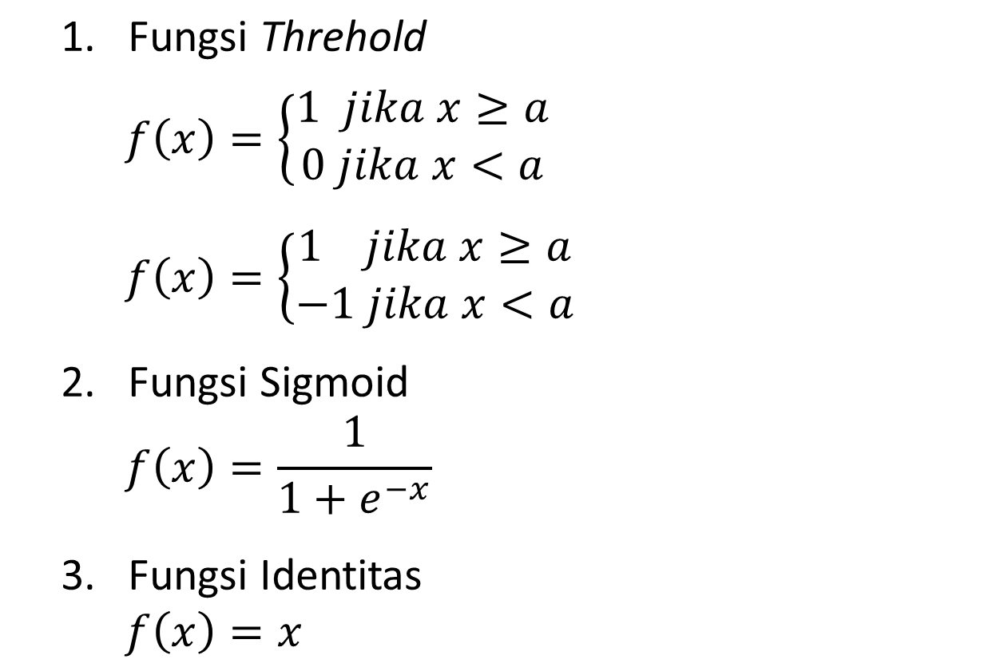 1. Fungsi Threhold
f(x) = {1 jika x ≥ a
0 jika x < a
f(x) = {1 jika x ≥ a
−1 jika x < a
2. Fungsi Sigmoid
f(x) = 1 / (1 + e^−x)
3. Fungsi Identitas
f(x) = x